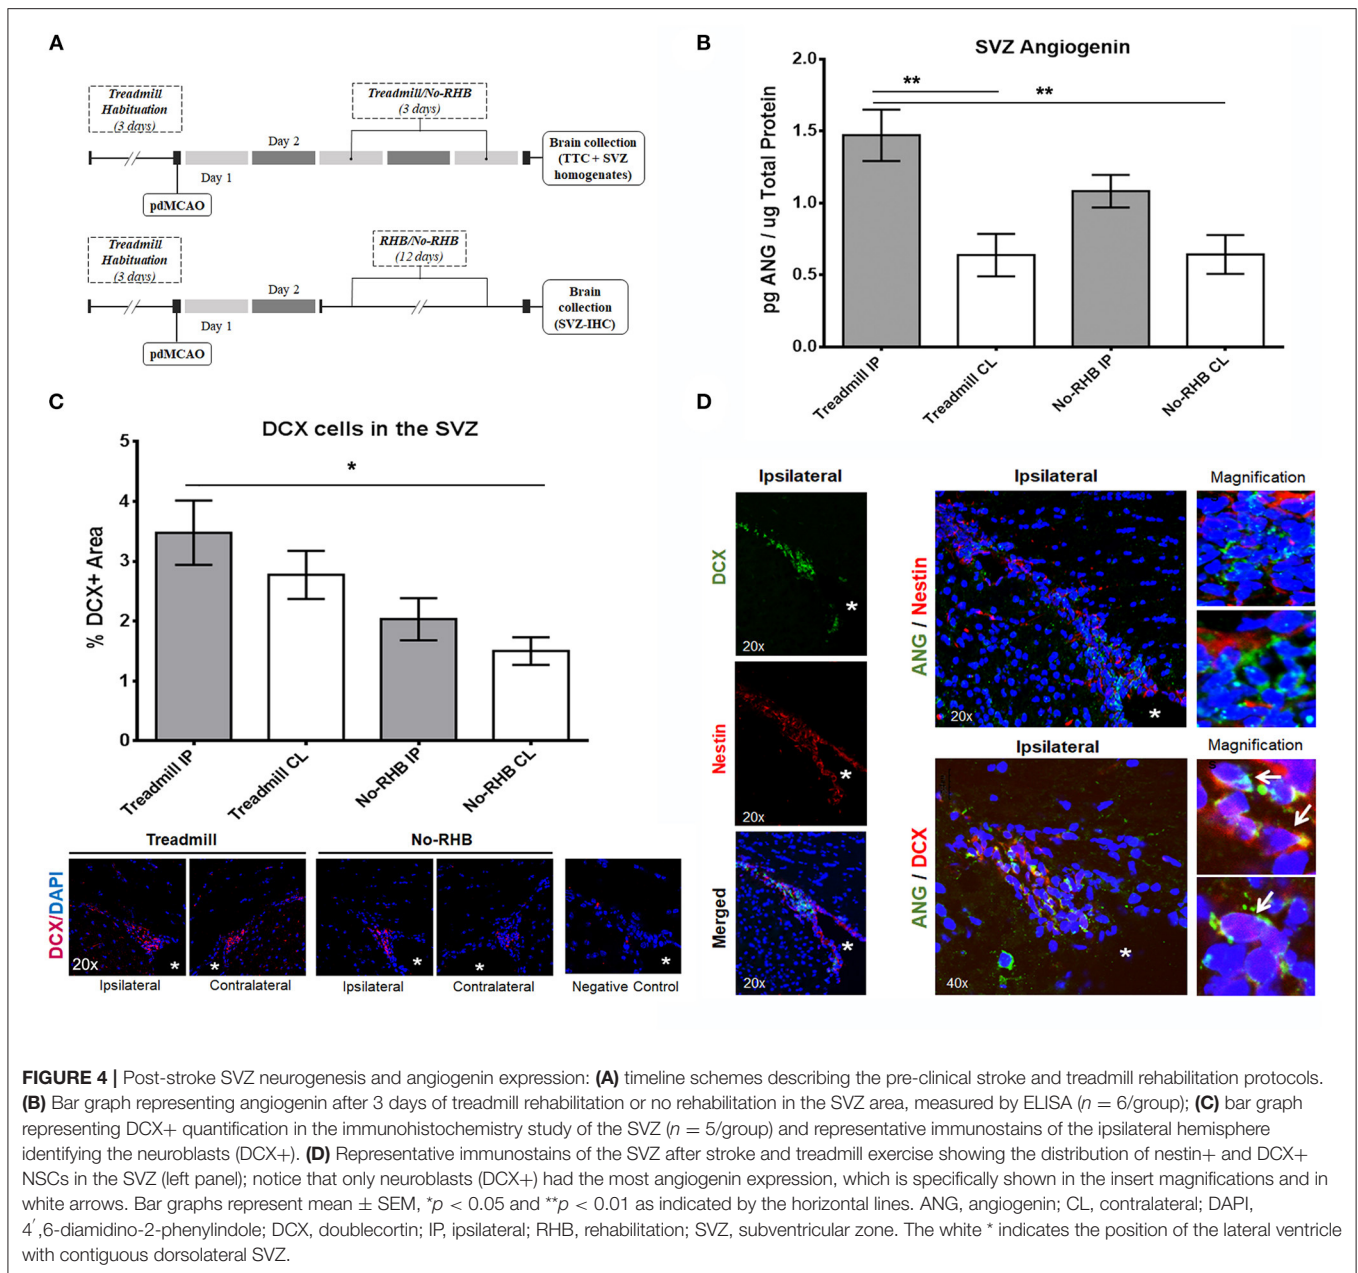 A
Treadmill
Habituation
(3 days)
Treadmill/No-RHB
(3 days)
Day 2
Day 1
pdMCAO
Brain collection
(TTC + SVZ
homogenates)
Treadmill
Habituation
(3 days)
RHB/No-RHB
(12 days)
Day 2
Day 1
pdMCAO
Brain
collection
(SVZ-IHC)
B
SVZ Angiogenin
pg ANG / ug Total Protein
2.0
1.5
1.0
0.5
0.0
**
**
Treadmill IP
Treadmill CL
No-RHB IP
No-RHB CL
C
DCX cells in the SVZ
% DCX+ Area
5
4
3
2
1
0
*
Treadmill IP
Treadmill CL
No-RHB IP
No-RHB CL
Treadmill
No-RHB
DCX/DAPI
20x
*
*
*
*
*
Ipsilateral
Contralateral
Ipsilateral
Contralateral
Negative Control
D
Ipsilateral
DCX
*
20x
Nestin
*
20x
Merged
*
20x
Ipsilateral
Magnification
ANG / Nestin
20x
*
Ipsilateral
Magnification
ANG / DCX
40x
*
FIGURE 4 | Post-stroke SVZ neurogenesis and angiogenin expression: (A) timeline schemes describing the pre-clinical stroke and treadmill rehabilitation protocols.
(B) Bar graph representing angiogenin after 3 days of treadmill rehabilitation or no rehabilitation in the SVZ area, measured by ELISA (n = 6/group); (C) bar graph
representing DCX+ quantification in the immunohistochemistry study of the SVZ (n = 5/group) and representative immunostains of the ipsilateral hemisphere
identifying the neuroblasts (DCX+). (D) Representative immunostains of the SVZ after stroke and treadmill exercise showing the distribution of nestin+ and DCX+
NSCs in the SVZ (left panel); notice that only neuroblasts (DCX+) had the most angiogenin expression, which is specifically shown in the insert magnifications and in
white arrows. Bar graphs represent mean ± SEM, *p < 0.05 and **p < 0.01 as indicated by the horizontal lines. ANG, angiogenin; CL, contralateral; DAPI,
4′,6-diamidino-2-phenylindole; DCX, doublecortin; IP, ipsilateral; RHB, rehabilitation; SVZ, subventricular zone. The white * indicates the position of the lateral ventricle
with contiguous dorsolateral SVZ.